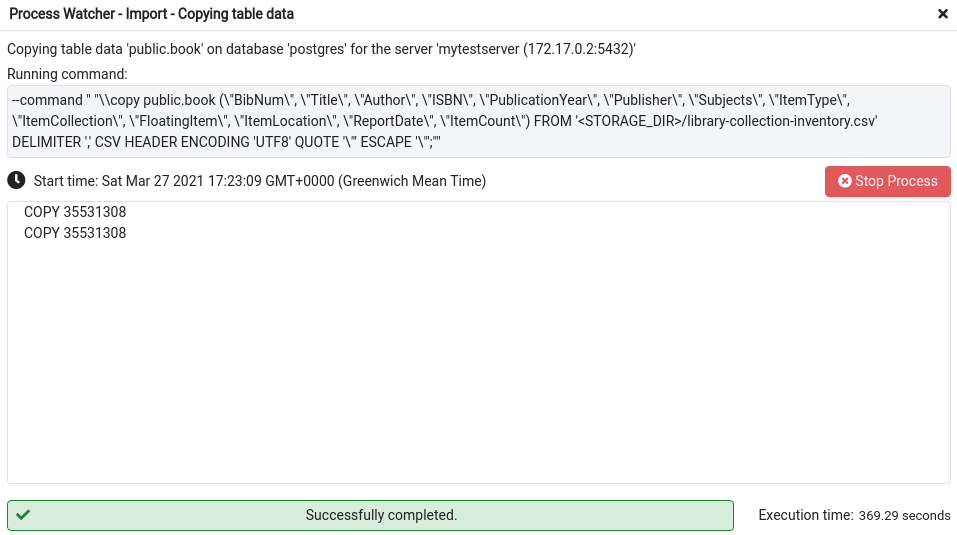 Process Watcher - Import - Copying table data
Copying table data 'public.book' on database 'postgres' for the server 'mytestserver (172.17.0.2:5432)'
Running command:
--command " "\\copy public.book (\"BibNum\", \"Title\", \"Author\", \"ISBN\", \"PublicationYear\", \"Publisher\", \"Subjects\", \"ItemType\",
\"ItemCollection\", \"FloatingItem\", \"ItemLocation\", \"ReportDate\", \"ItemCount\") FROM '<STORAGE_DIR>/library-collection-inventory.csv'
DELIMITER ',' CSV HEADER ENCODING 'UTF8' QUOTE '\"' ESCAPE '\"';""
Start time: Sat Mar 27 2021 17:23:09 GMT+0000 (Greenwich Mean Time)
Stop Process
COPY 35531308
COPY 35531308
Successfully completed.
Execution time: 369.29 seconds